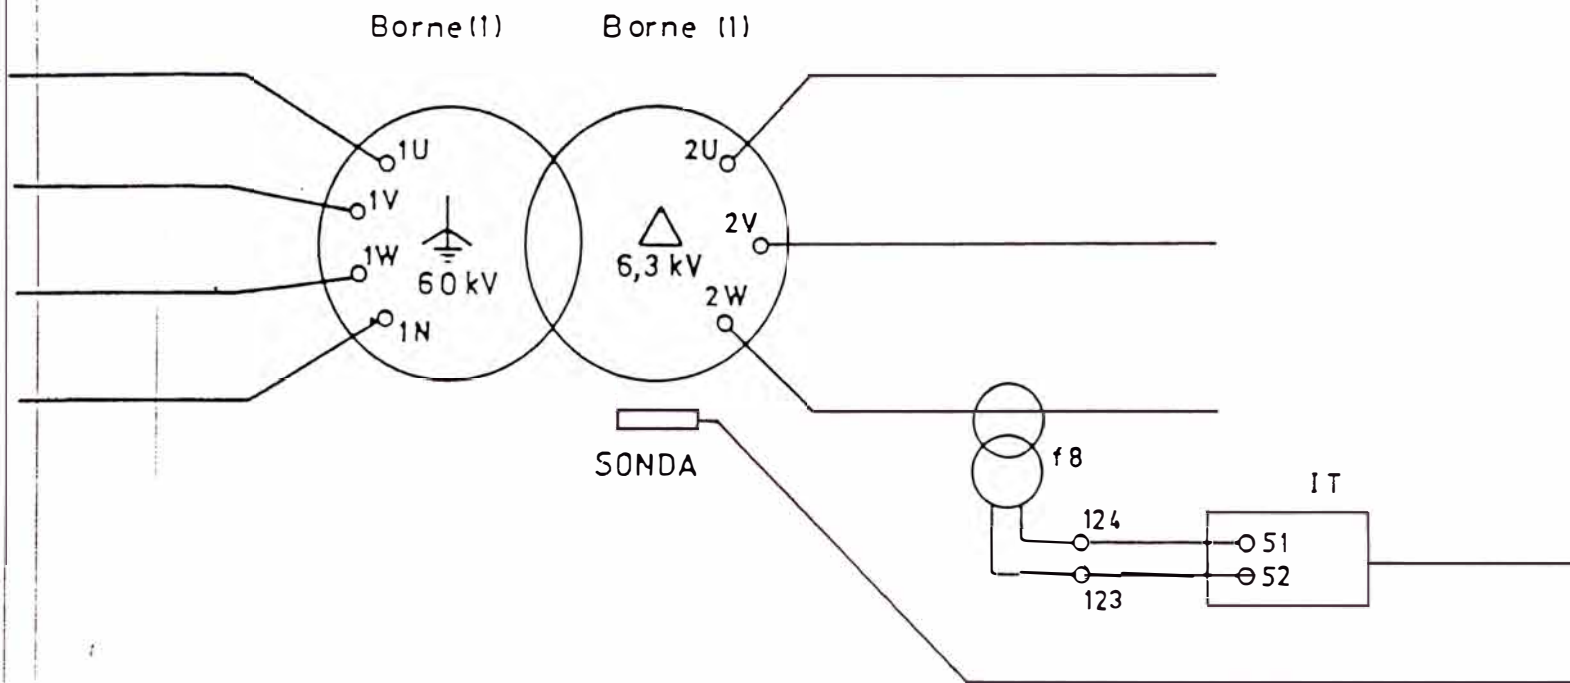 Borne(1)
Borne (1)
1U
1V
1W
60 kV
1N
2U
2V
6,3 kV
2W
SONDA
f8
IT
124
51
52
123